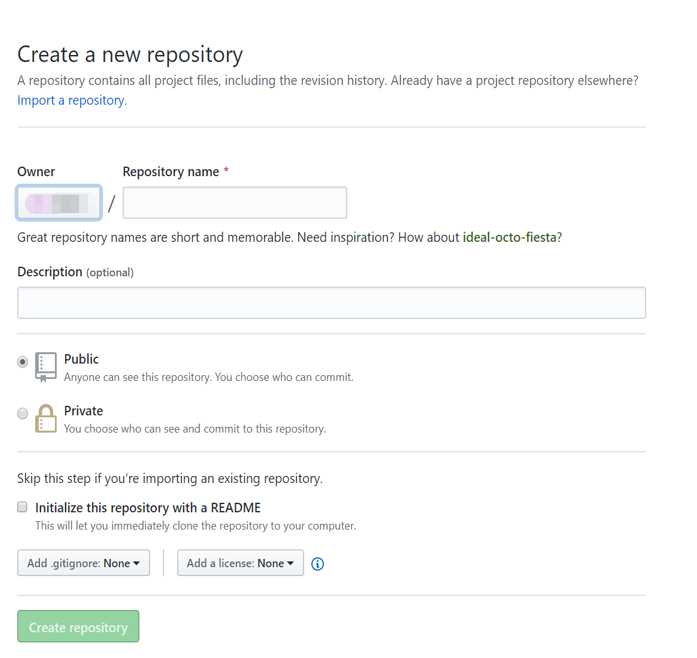 Create a new repository
A repository contains all project files, including the revision history. Already have a project repository elsewhere?
Import a repository.
Owner Repository name *
/
Great repository names are short and memorable. Need inspiration? How about ideal-octo-fiesta?
Description (optional)
Public
Anyone can see this repository. You choose who can commit.
Private
You choose who can see and commit to this repository.
Skip this step if you’re importing an existing repository.
Initialize this repository with a README
This will let you immediately clone the repository to your computer.
Add .gitignore: None Add a license: None
Create repository